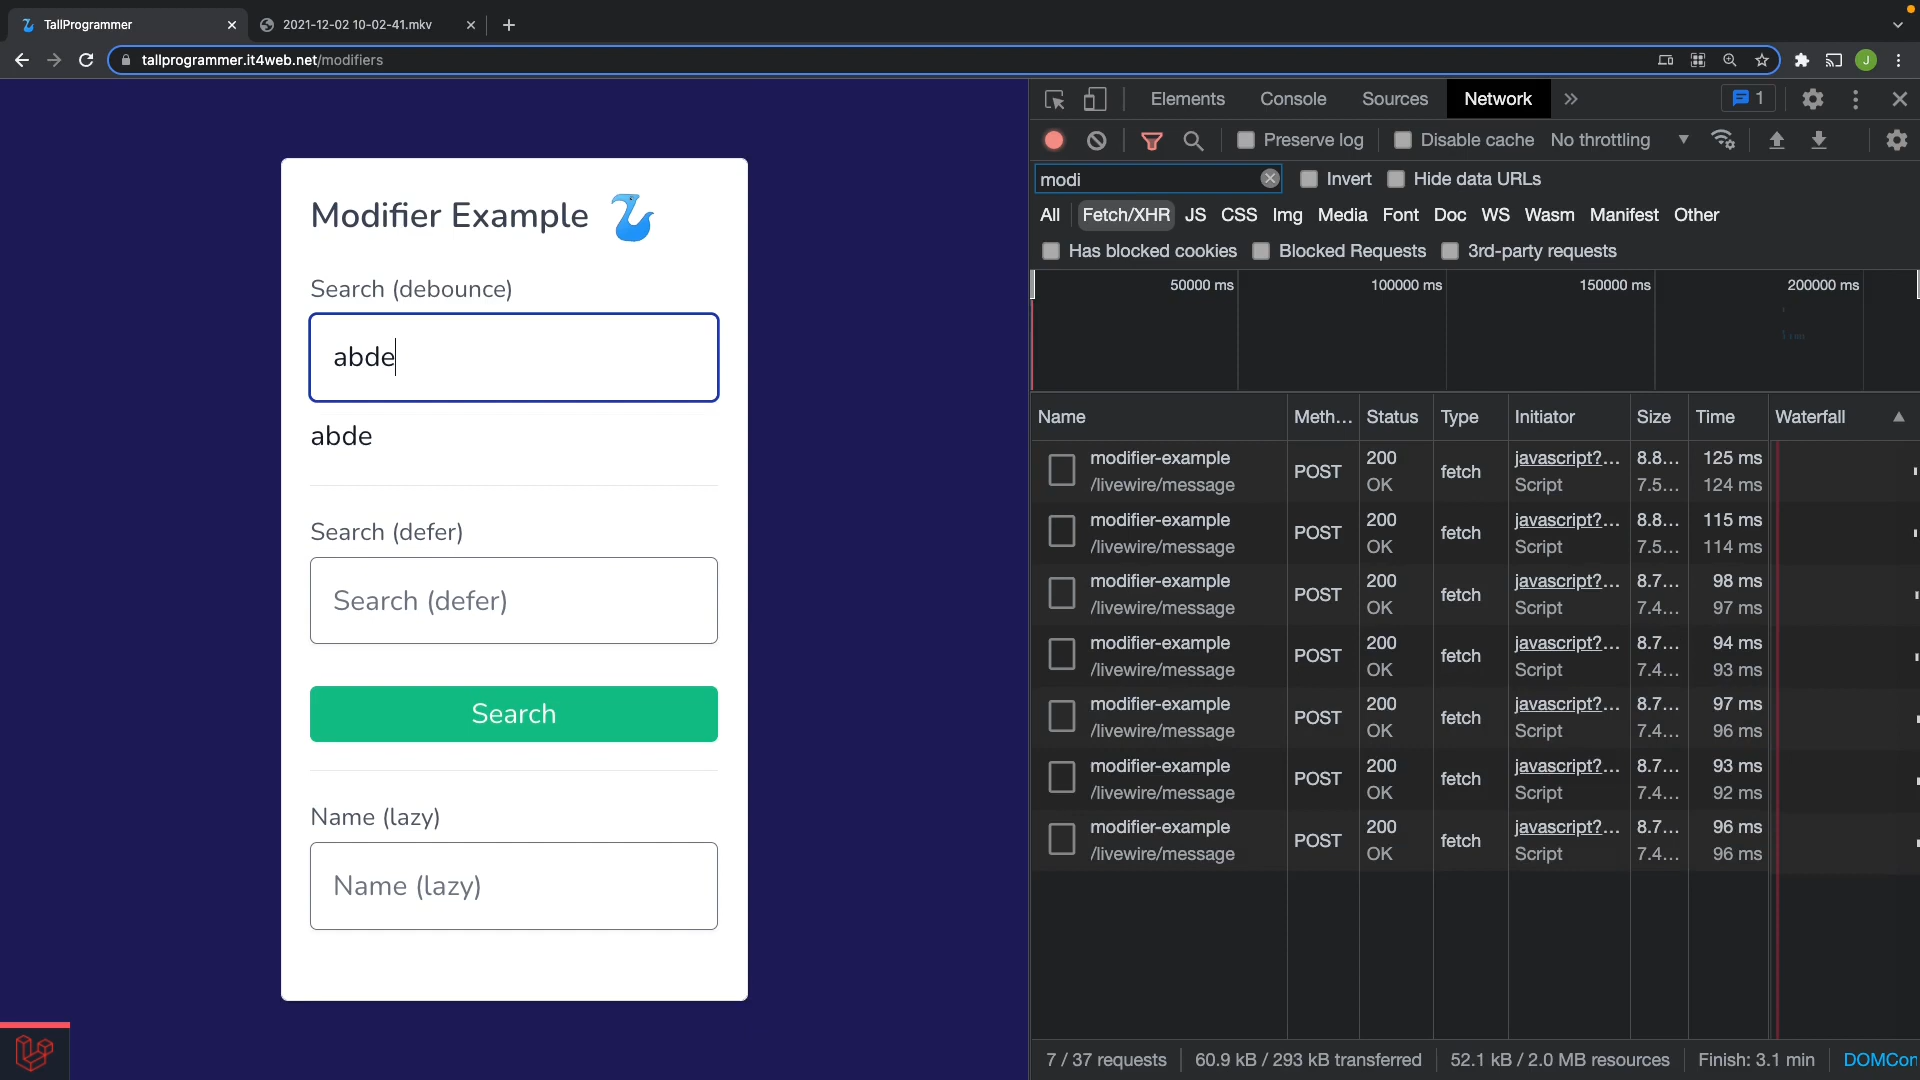 TallProgrammer
2021-12-02 10-02-41.mkv
tallprogrammer.it4web.net/modifiers
J
Modifier Example
Search (debounce)
abde
abde
Search (defer)
Search (defer)
Search
Name (lazy)
Name (lazy)
Elements Console Sources Network 1
Preserve log Disable cache No throttling
modi Invert Hide data URLs
All Fetch/XHR JS CSS Img Media Font Doc WS Wasm Manifest Other
Has blocked cookies Blocked Requests 3rd-party requests
50000 ms 100000 ms 150000 ms 200000 ms
Name Meth... Status Type Initiator Size Time Waterfall
modifier-example POST 200 fetch javascript?... 8.8... 125 ms
/livewire/message OK Script 7.5... 124 ms
modifier-example POST 200 fetch javascript?... 8.8... 115 ms
/livewire/message OK Script 7.5... 114 ms
modifier-example POST 200 fetch javascript?... 8.7... 98 ms
/livewire/message OK Script 7.4... 97 ms
modifier-example POST 200 fetch javascript?... 8.7... 94 ms
/livewire/message OK Script 7.4... 93 ms
modifier-example POST 200 fetch javascript?... 8.7... 97 ms
/livewire/message OK Script 7.4... 96 ms
modifier-example POST 200 fetch javascript?... 8.7... 93 ms
/livewire/message OK Script 7.4... 92 ms
modifier-example POST 200 fetch javascript?... 8.7... 96 ms
/livewire/message OK Script 7.4... 96 ms
7 / 37 requests 60.9 kB / 293 kB transferred 52.1 kB / 2.0 MB resources Finish: 3.1 min DOMCon